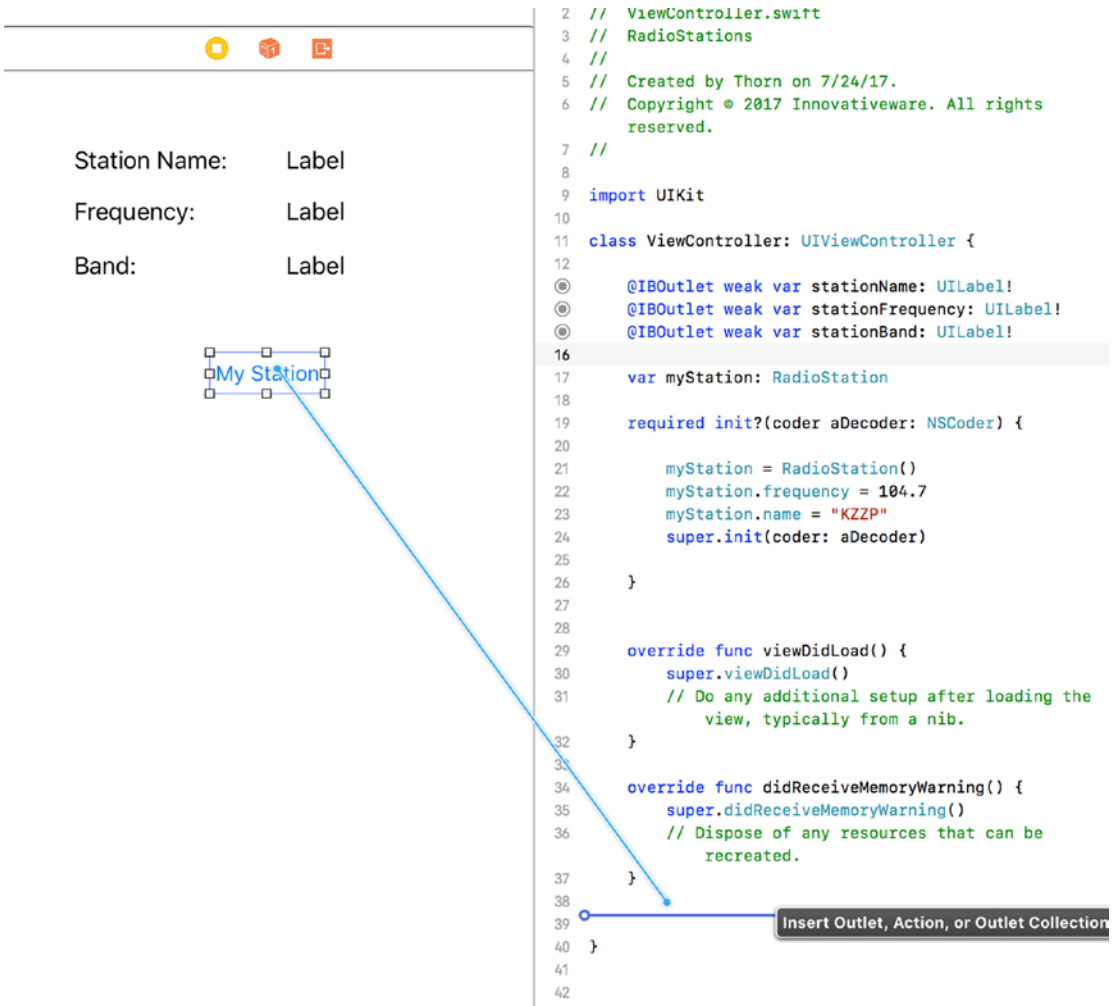 Station Name: Label
Frequency: Label
Band: Label
My Station
2 // ViewController.swift
3 // RadioStations
4 //
5 // Created by Thorn on 7/24/17.
6 // Copyright © 2017 Innovativeware. All rights
reserved.
7 //
8
9 import UIKit
10
11 class ViewController: UIViewController {
12
@IBOutlet weak var stationName: UILabel!
@IBOutlet weak var stationFrequency: UILabel!
@IBOutlet weak var stationBand: UILabel!
16
17 var myStation: RadioStation
18
19 required init?(coder aDecoder: NSCoder) {
20
21 myStation = RadioStation()
22 myStation.frequency = 104.7
23 myStation.name = "KZZP"
24 super.init(coder: aDecoder)
25
26 }
27
28
29 override func viewDidLoad() {
30 super.viewDidLoad()
31 // Do any additional setup after loading the
view, typically from a nib.
32 }
33
34 override func didReceiveMemoryWarning() {
35 super.didReceiveMemoryWarning()
36 // Dispose of any resources that can be
recreated.
37 }
38
39
Insert Outlet, Action, or Outlet Collection
40 }
41
42